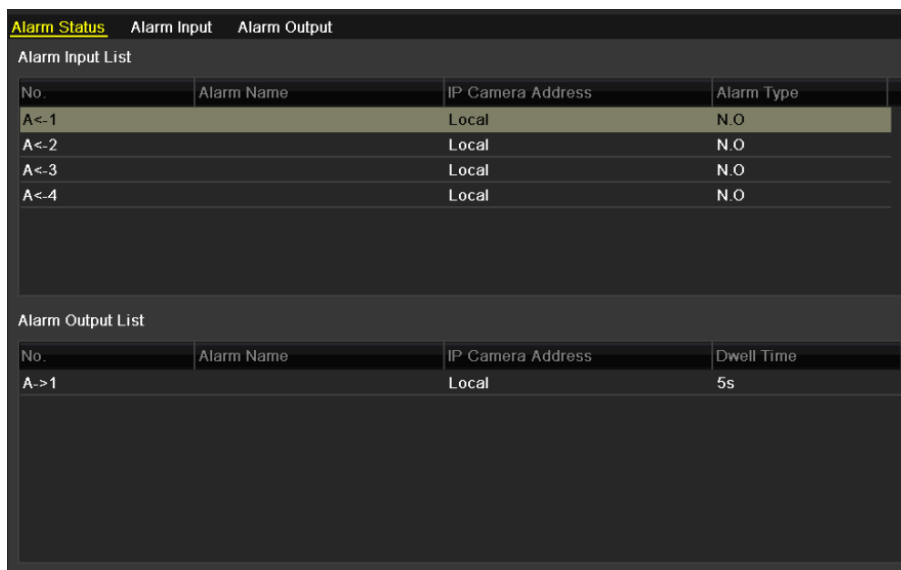 Alarm Status Alarm Input Alarm Output
Alarm Input List
No. Alarm Name IP Camera Address Alarm Type
A<-1 Local N.O
A<-2 Local N.O
A<-3 Local N.O
A<-4 Local N.O
Alarm Output List
No. Alarm Name IP Camera Address Dwell Time
A->1 Local 5s